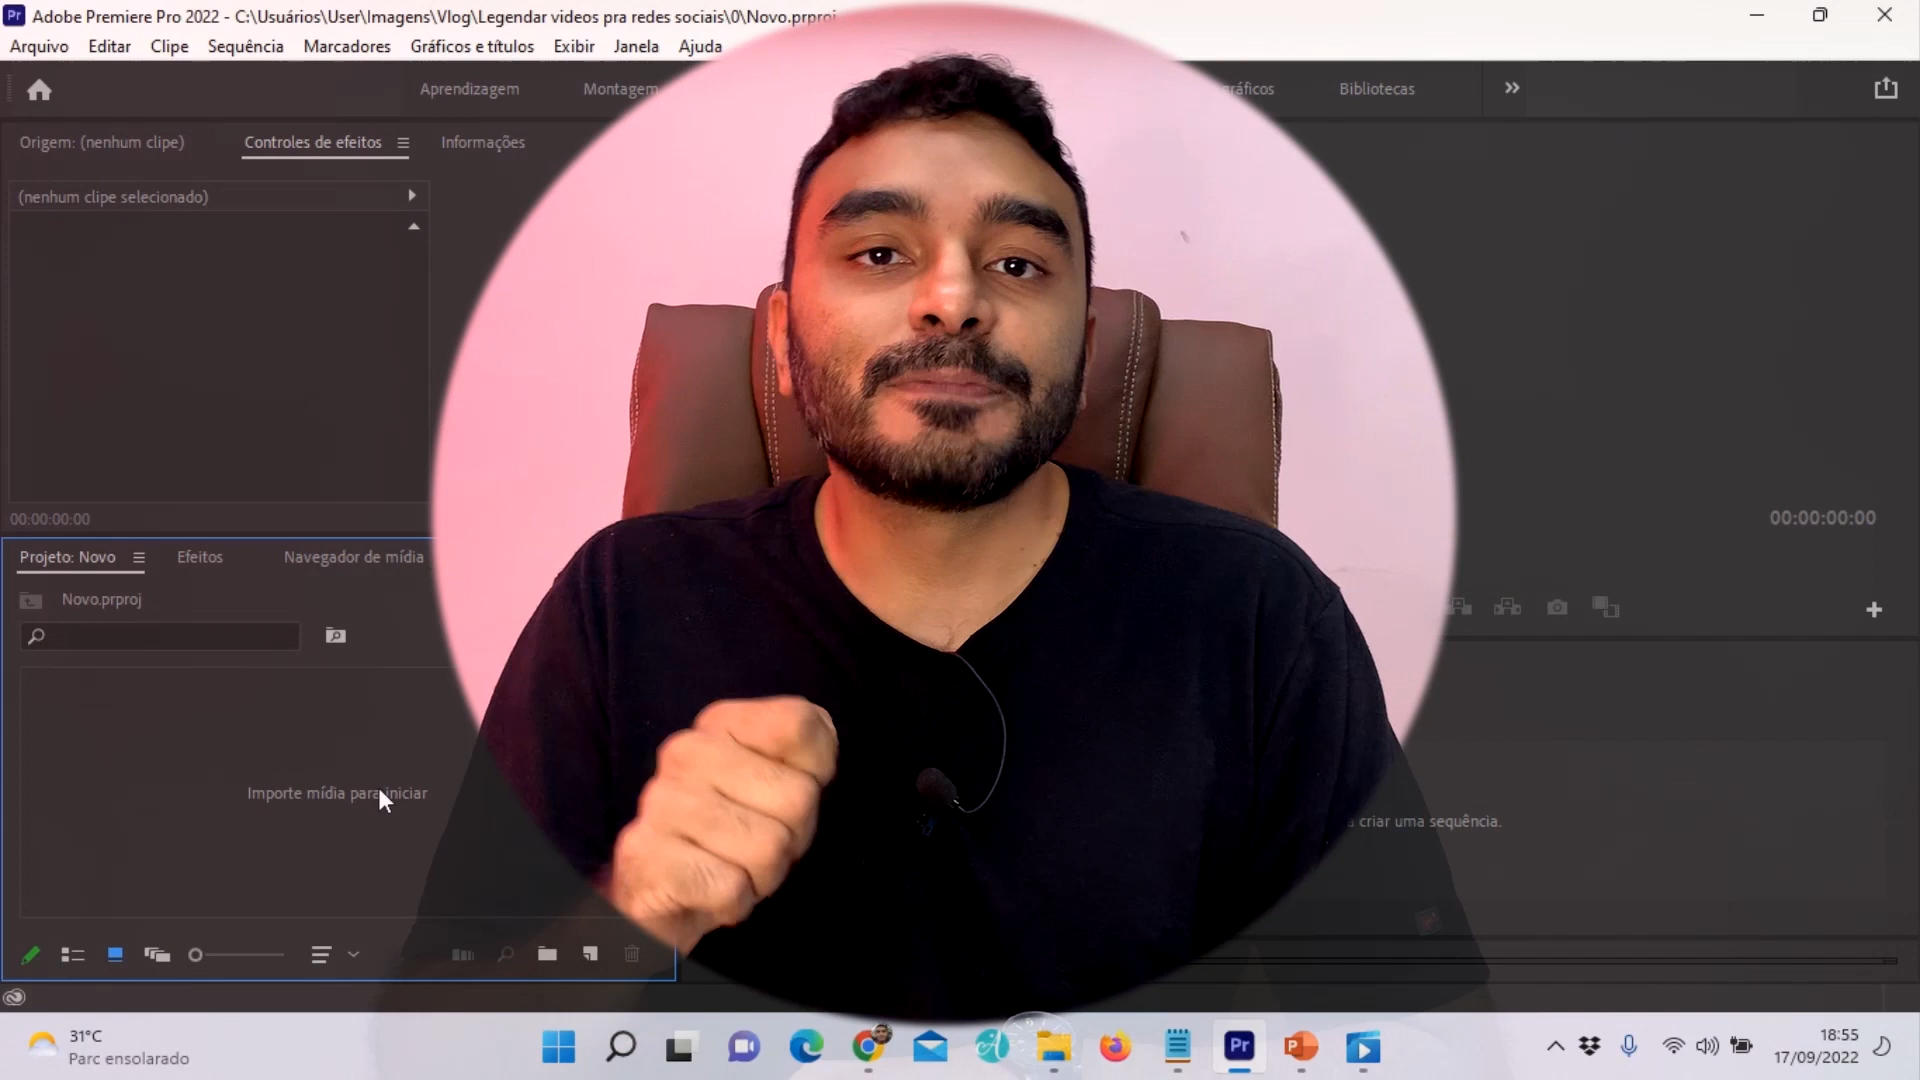 Adobe Premiere Pro 2022 - C:\Usuários\User\Imagens\Vlog\Legendar videos pra redes sociais\0\Novo.prproj
Arquivo Editar Clipe Sequência Marcadores Gráficos e títulos Exibir Janela Ajuda
Aprendizagem Montagem Bibliotecas
Origem: (nenhum clipe) Controles de efeitos Informações
(nenhum clipe selecionado)
00:00:00:00
00:00:00:00
Projeto: Novo Efeitos Navegador de mídia
Novo.prproj
Importe mídia para iniciar
criar uma sequência.
31°C
Parc ensolarado
Pr
P
18:55
17/09/2022